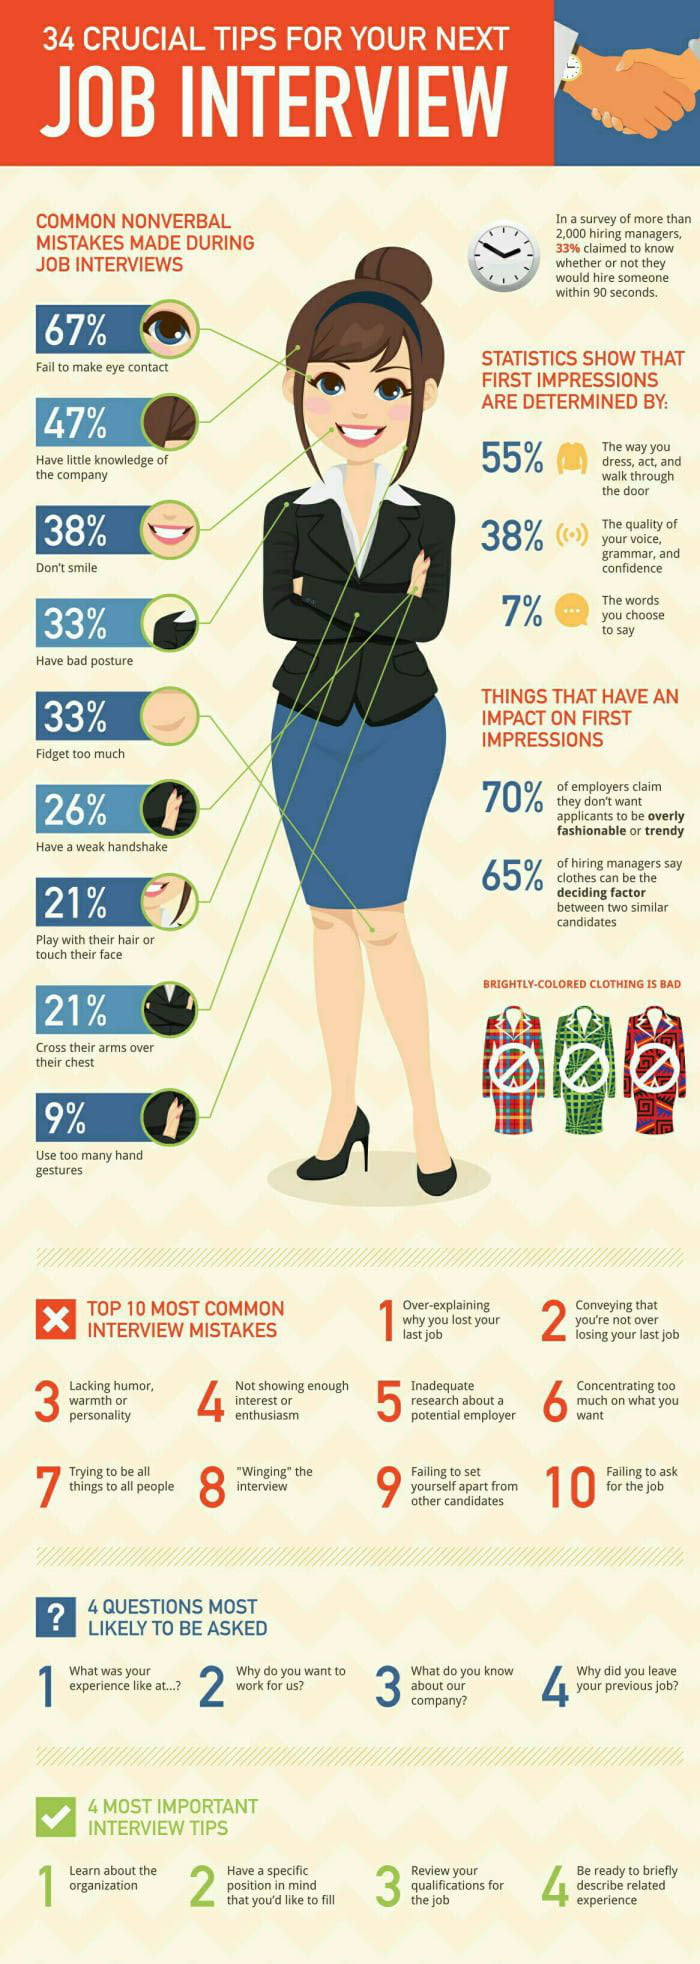 34 CRUCIAL TIPS FOR YOUR NEXT
JOB INTERVIEW
COMMON NONVERBAL
MISTAKES MADE DURING
JOB INTERVIEWS
67%
Fail to make eye contact
47%
Have little knowledge of
the company
38%
Don't smile
33%
Have bad posture
33%
Fidget too much
26%
Have a weak handshake
21%
Play with their hair or
touch their face
21%
Cross their arms over
their chest
9%
Use too many hand
gestures
In a survey of more than
2,000 hiring managers,
33% claimed to know
whether or not they
would hire someone
within 90 seconds.
STATISTICS SHOW THAT
FIRST IMPRESSIONS
ARE DETERMINED BY:
55%
The way you
dress, act, and
walk through
the door
38%
The quality of
your voice,
grammar, and
confidence
7%
The words
you choose
to say
THINGS THAT HAVE AN
IMPACT ON FIRST
IMPRESSIONS
70%
of employers claim
they don't want
applicants to be overly
fashionable or trendy
65%
of hiring managers say
clothes can be the
deciding factor
between two similar
candidates
BRIGHTLY-COLORED CLOTHING IS BAD
TOP 10 MOST COMMON
INTERVIEW MISTAKES
1
Over-explaining
why you lost your
last job
2
Conveying that
you're not over
losing your last job
3
Lacking humor,
warmth or
personality
4
Not showing enough
interest or
enthusiasm
5
Inadequate
research about a
potential employer
6
Concentrating too
much on what you
want
7
Trying to be all
things to all people
8
"Winging" the
interview
9
Failing to set
yourself apart from
other candidates
10
Failing to ask
for the job
?
4 QUESTIONS MOST
LIKELY TO BE ASKED
1
What was your
experience like at...?
2
Why do you want to
work for us?
3
What do you know
about our
company?
4
Why did you leave
your previous job?
4 MOST IMPORTANT
INTERVIEW TIPS
1
Learn about the
organization
2
Have a specific
position in mind
that you'd like to fill
3
Review your
qualifications for
the job
4
Be ready to briefly
describe related
experience